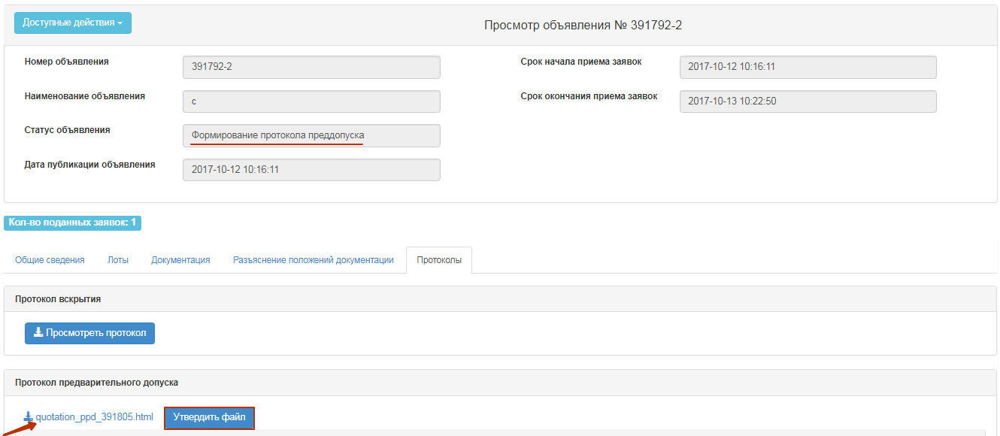 Доступные действия
Просмотр объявления № 391792-2
Номер объявления
391792-2
Срок начала приема заявок
2017-10-12 10:16:11
Наименование объявления
с
Срок окончания приема заявок
2017-10-13 10:22:50
Статус объявления
Формирование протокола преддопуска
Дата публикации объявления
2017-10-12 10:16:11
Кол-во поданных заявок: 1
Общие сведения
Лоты
Документация
Разъяснение положений документации
Протоколы
Протокол вскрытия
Просмотреть протокол
Протокол предварительного допуска
quotation_ppd_391805.html
Утвердить файл